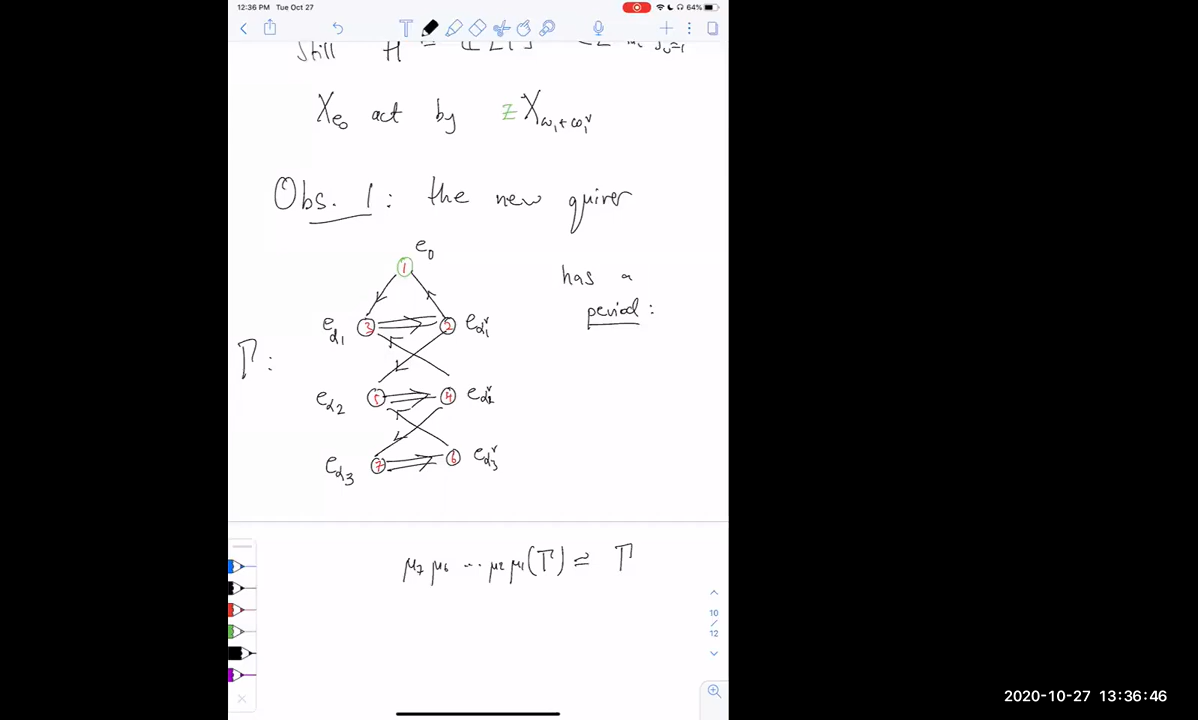 12:36 PM Tue Oct 27
64%
Still H
X_{e_0} act by z X_{ω_1+ω_1^∨}
Obs. 1: the new quiver
e_0
1
has a
period:
e_{α_1} 3 2 e_{α_1^∨}
Γ:
e_{α_2} 5 4 e_{α_2^∨}
e_{α_3} 7 6 e_{α_3^∨}
μ_7 μ_6 ... μ_2 μ_1(Γ) ≃ Γ
10
/
12
2020-10-27 13:36:46